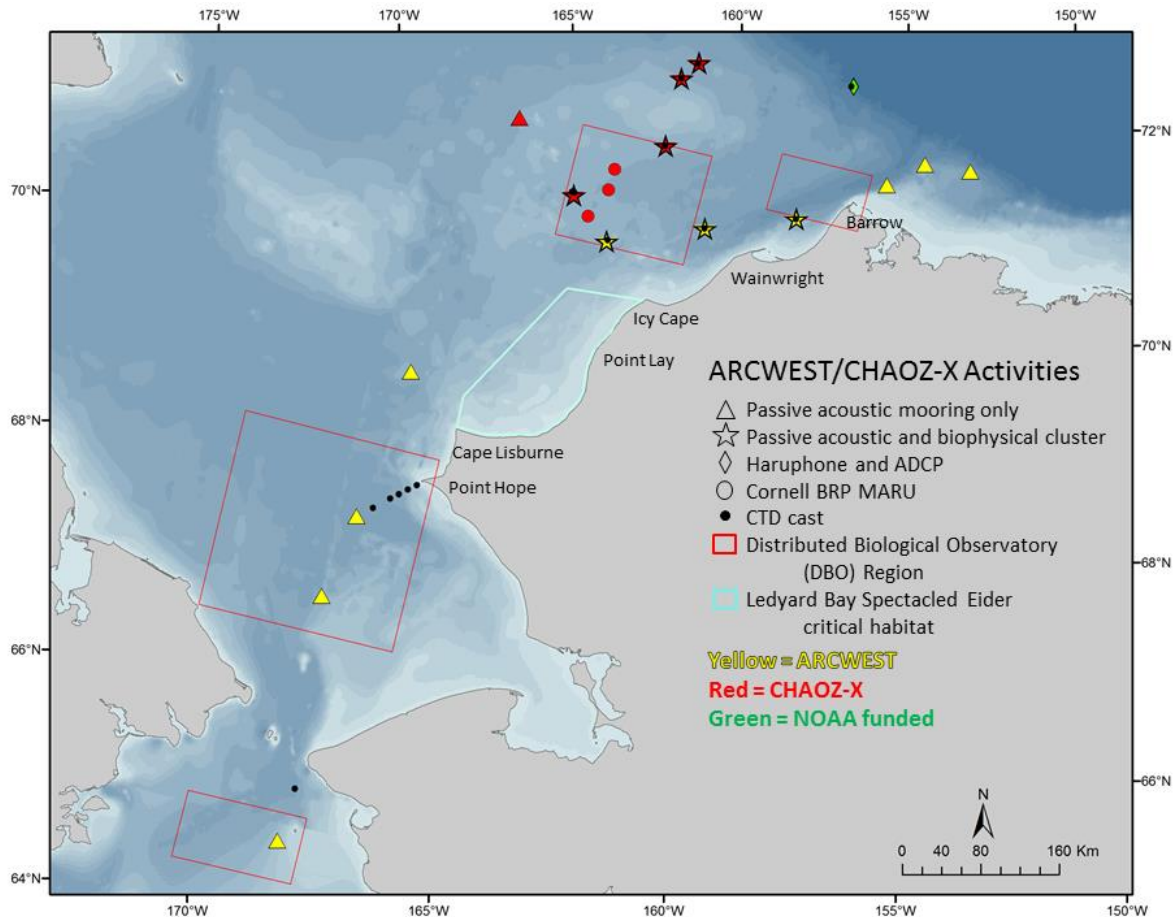 175°W 170°W 165°W 160°W 155°W 150°W
72°N
70°N
Barrow
Wainwright
Icy Cape
70°N
Point Lay
68°N
Cape Lisburne
Point Hope
ARCWEST/CHAOZ-X Activities
Passive acoustic mooring only
Passive acoustic and biophysical cluster
Haruphone and ADCP
Cornell BRP MARU
CTD cast
Distributed Biological Observatory
(DBO) Region
Ledyard Bay Spectacled Eider
critical habitat
Yellow = ARCWEST
Red = CHAOZ-X
Green = NOAA funded
68°N
66°N
66°N
64°N
N
0 40 80 160 Km
170°W 165°W 160°W 155°W 150°W